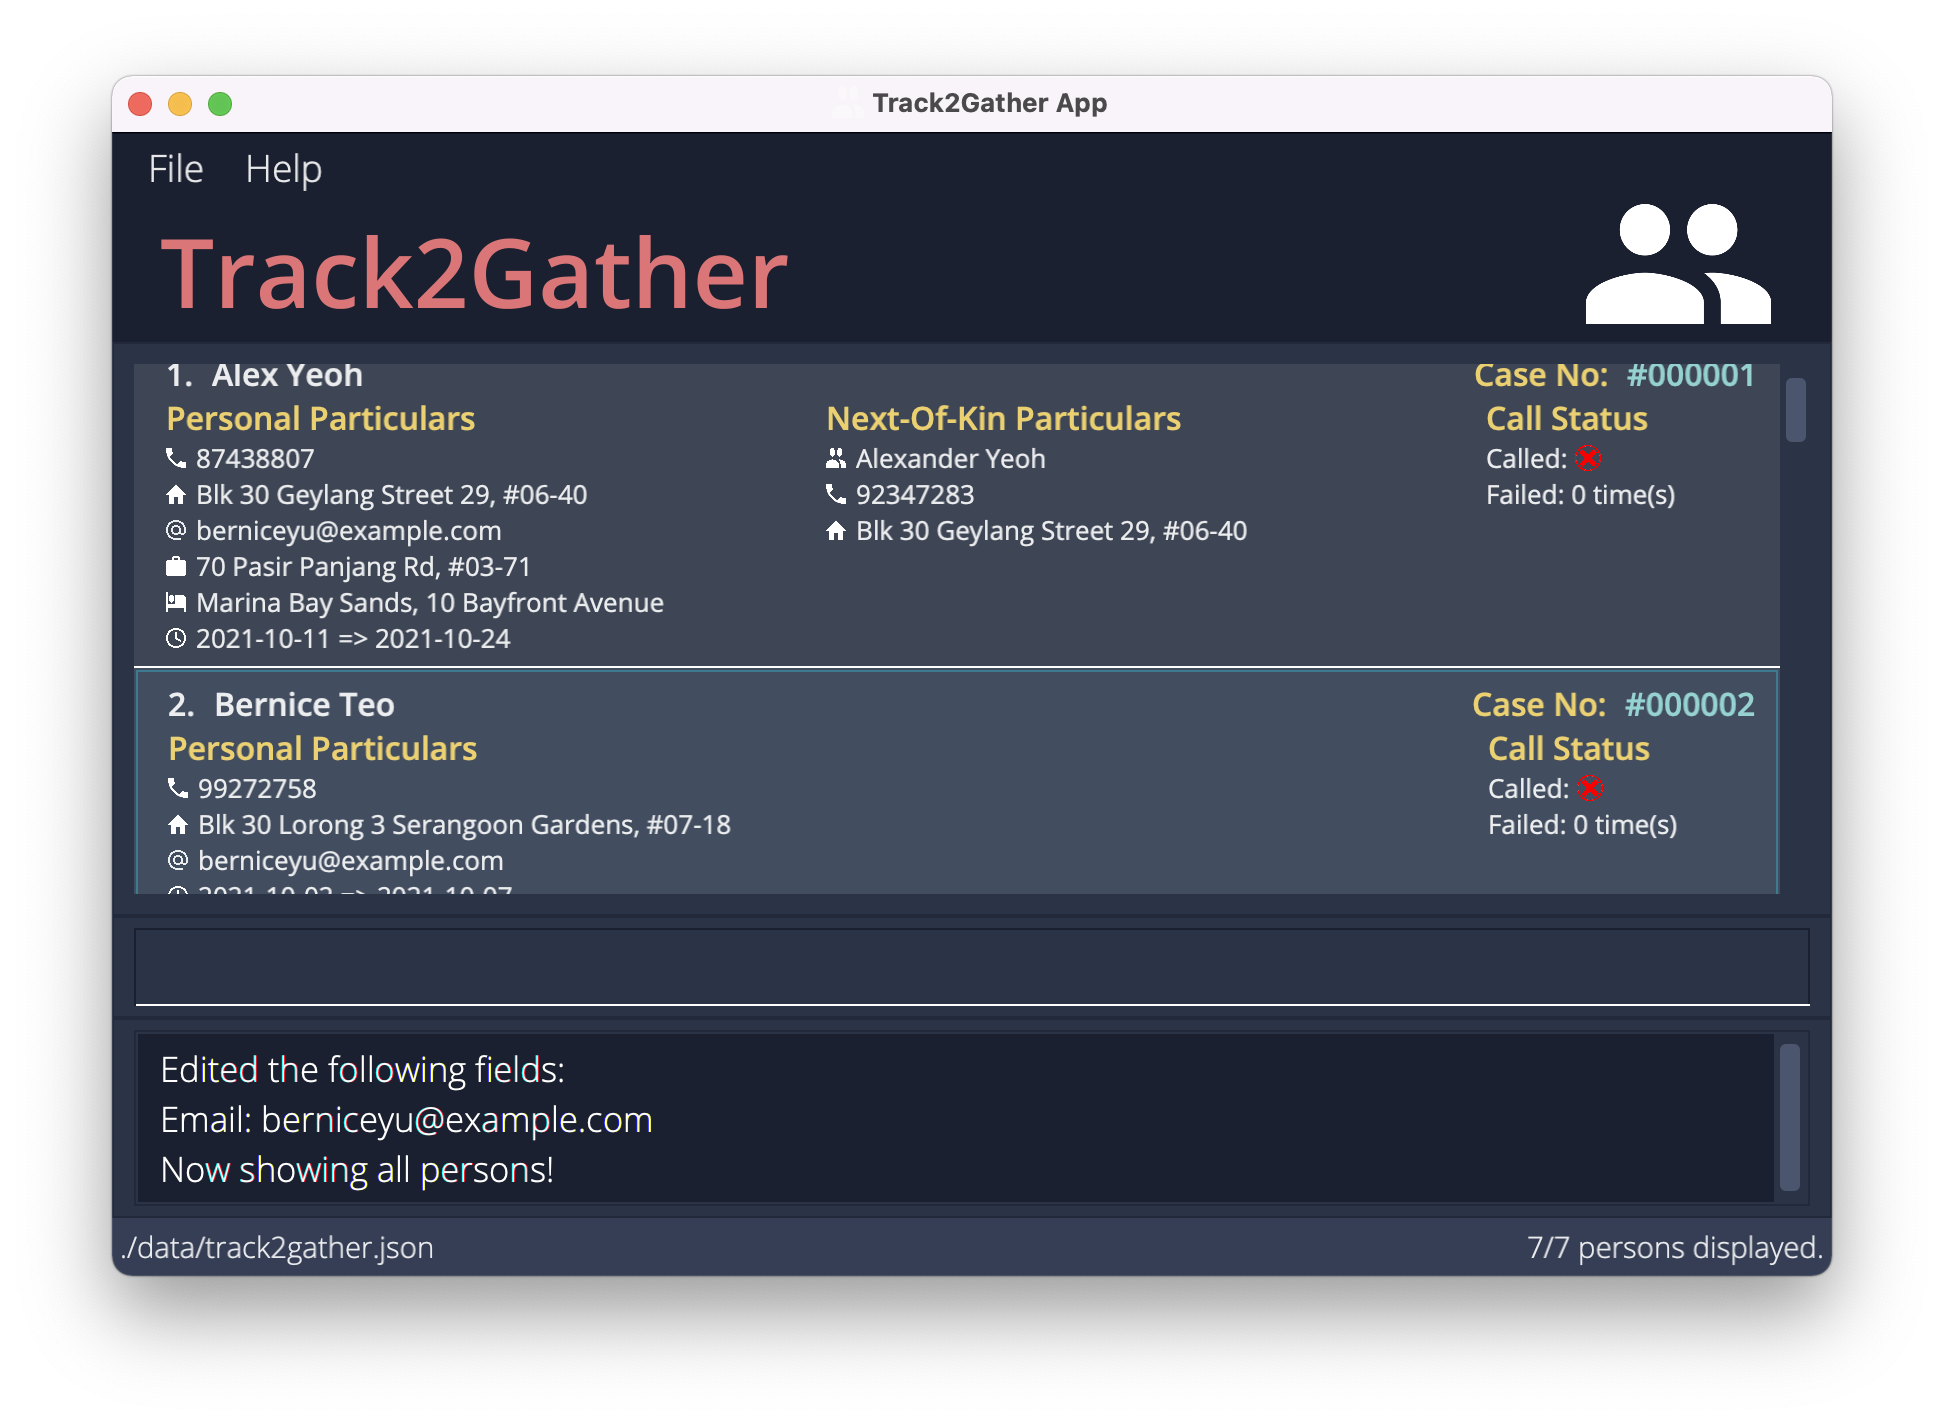 Track2Gather App
File Help
Track2Gather
1. Alex Yeoh Case No: #000001
Personal Particulars Next-Of-Kin Particulars Call Status
87438807 Alexander Yeoh Called:
Blk 30 Geylang Street 29, #06-40 92347283 Failed: 0 time(s)
berniceyu@example.com Blk 30 Geylang Street 29, #06-40
70 Pasir Panjang Rd, #03-71
Marina Bay Sands, 10 Bayfront Avenue
2021-10-11 => 2021-10-24
2. Bernice Teo Case No: #000002
Personal Particulars Call Status
99272758 Called:
Blk 30 Lorong 3 Serangoon Gardens, #07-18 Failed: 0 time(s)
berniceyu@example.com
=> 2021-10-07
Edited the following fields:
Email: berniceyu@example.com
Now showing all persons!
./data/track2gather.json 7/7 persons displayed.